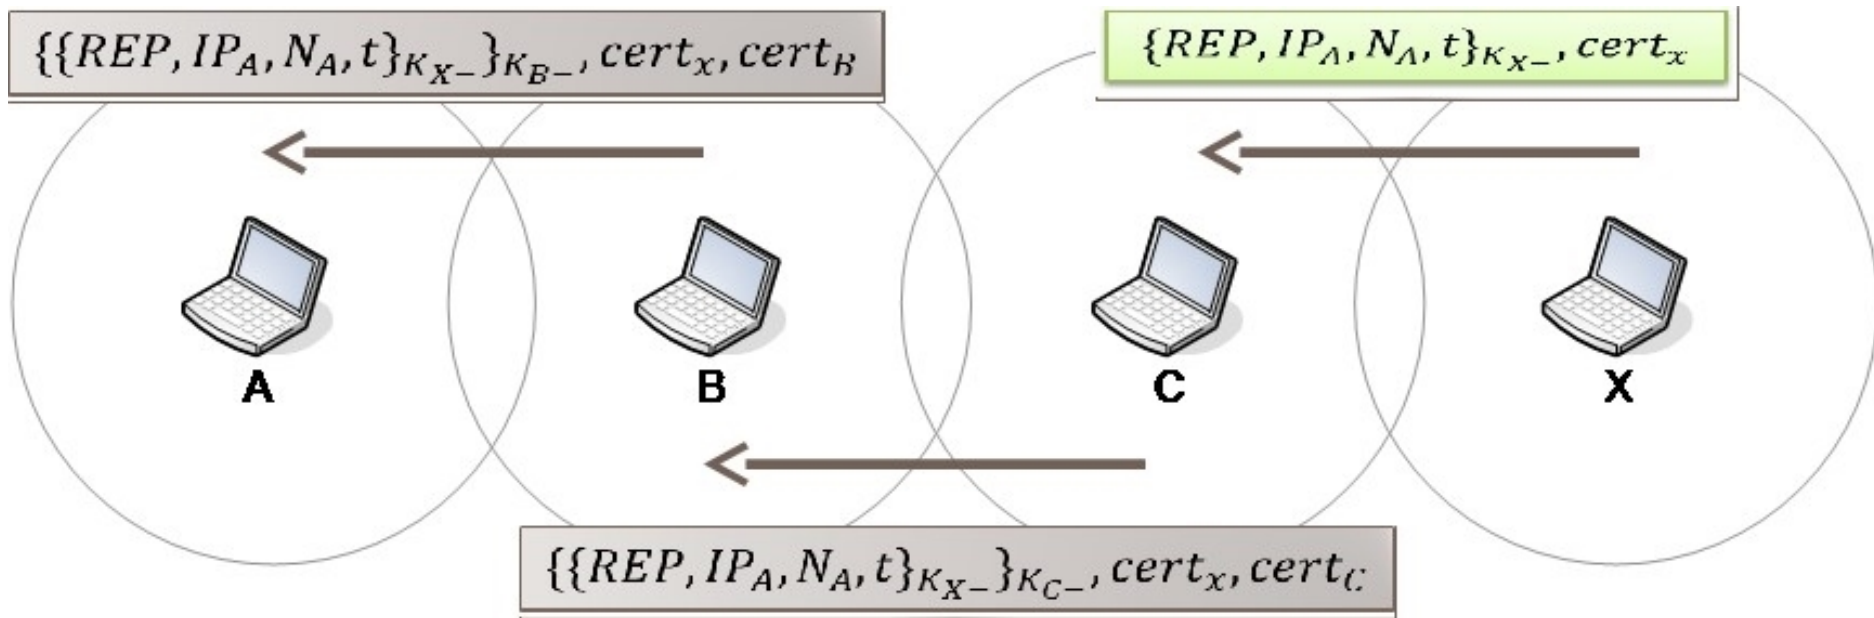 {{REP, IP_A, N_A, t}_{K_{X-}}}_{K_{B-}}, cert_x, cert_B
{REP, IP_A, N_A, t}_{K_{X-}}, cert_x
A
B
C
X
{{REP, IP_A, N_A, t}_{K_{X-}}}_{K_{C-}}, cert_x, cert_C